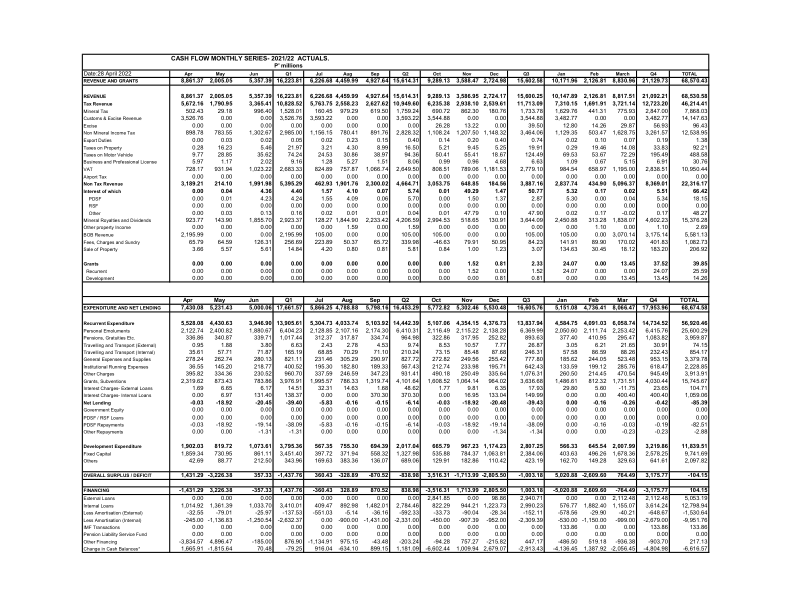 CASH FLOW MONTHLY SERIES- 2021/22 ACTUALS.
P' millions
Date:28 April 2022 Apr May Jun Q1 Jul Aug Sep Q2 Oct Nov Dec Q3 Jan Feb March Q4 TOTAL
REVENUE AND GRANTS 8,861.37 2,005.05 5,357.39 16,223.81 6,226.68 4,459.99 4,927.64 15,614.31 9,289.13 3,588.47 2,724.98 15,602.58 10,171.96 2,126.81 8,830.96 21,129.73 68,570.43
REVENUE 8,861.37 2,005.05 5,357.39 16,223.81 6,226.68 4,459.99 4,927.64 15,614.31 9,289.13 3,586.95 2,724.17 15,600.25 10,147.89 2,126.81 8,817.51 21,092.21 68,530.58
Tax Revenue 5,672.16 1,790.95 3,365.41 10,828.52 5,763.75 2,558.23 2,627.62 10,949.60 6,235.38 2,938.10 2,539.61 11,713.09 7,310.15 1,691.91 3,721.14 12,723.20 46,214.41
Mineral Tax 502.43 29.18 996.40 1,528.01 160.45 979.29 619.50 1,759.24 690.72 862.30 180.76 1,733.78 1,629.76 441.31 775.93 2,847.00 7,868.03
Customs & Excise Revenue 3,526.76 0.00 0.00 3,526.76 3,593.22 0.00 0.00 3,593.22 3,544.88 0.00 0.00 3,544.88 3,482.77 0.00 0.00 3,482.77 14,147.63
Excise 0.00 0.00 0.00 0.00 0.00 0.00 0.00 0.00 26.28 13.22 0.00 39.50 12.80 14.26 29.87 56.93 96.43
Non Mineral Income Tax 898.78 783.55 1,302.67 2,985.00 1,156.15 780.41 891.76 2,828.32 1,108.24 1,207.50 1,148.32 3,464.06 1,129.35 503.47 1,628.75 3,261.57 12,538.95
Export Duties 0.03 0.02 0.00 0.05 0.02 0.23 0.15 0.40 0.14 0.20 0.40 0.74 0.02 0.10 0.07 0.19 1.38
Taxes on Property 0.28 16.23 5.46 21.97 3.21 4.30 8.99 16.50 5.21 9.45 5.25 19.91 0.29 19.46 14.08 33.83 92.21
Taxes on Motor Vehicle 9.77 28.85 35.62 74.24 24.53 30.86 38.97 94.36 50.41 55.41 18.67 124.49 69.53 53.67 72.29 195.49 488.58
Business and Professional License 5.97 1.17 2.02 9.16 1.28 5.27 1.51 8.06 0.99 0.96 4.68 6.63 1.09 0.67 5.15 6.91 30.76
VAT 728.17 931.94 1,023.22 2,683.33 824.89 757.87 1,066.74 2,649.50 808.51 789.06 1,181.53 2,779.10 984.54 658.97 1,195.00 2,838.51 10,950.44
Airport Tax 0.00 0.00 0.00 0.00 0.00 0.00 0.00 0.00 0.00 0.00 0.00 0.00 0.00 0.00 0.00 0.00 0.00
Non Tax Revenue 3,189.21 214.10 1,991.98 5,395.29 462.93 1,901.76 2,300.02 4,664.71 3,053.75 648.85 184.56 3,887.16 2,837.74 434.90 5,096.37 8,369.01 22,316.17
Interest of which 0.00 0.04 4.36 4.40 1.57 4.10 0.07 5.74 0.01 49.29 1.47 50.77 5.32 0.17 0.02 5.51 66.42
PDSF 0.00 0.01 4.23 4.24 1.55 4.09 0.06 5.70 0.00 1.50 1.37 2.87 5.30 0.00 0.04 5.34 18.15
RSF 0.00 0.00 0.00 0.00 0.00 0.00 0.00 0.00 0.00 0.00 0.00 0.00 0.00 0.00 0.00 0.00 0.00
Other 0.00 0.03 0.13 0.16 0.02 0.01 0.01 0.04 0.01 47.79 0.10 47.90 0.02 0.17 -0.02 0.17 48.27
Mineral Royalties and Dividends 923.77 143.90 1,855.70 2,923.37 128.27 1,844.90 2,233.42 4,206.59 2,994.53 518.65 130.91 3,644.09 2,450.88 313.28 1,838.07 4,602.23 15,376.28
Other property Income 0.00 0.00 0.00 0.00 0.00 1.59 0.00 1.59 0.00 0.00 0.00 0.00 0.00 1.10 0.00 1.10 2.69
BOB Revenue 2,195.99 0.00 0.00 2,195.99 105.00 0.00 0.00 105.00 105.00 0.00 0.00 105.00 105.00 0.00 3,070.14 3,175.14 5,581.13
Fees, Charges and Sundry 65.79 64.59 126.31 256.69 223.89 50.37 65.72 339.98 -46.63 79.91 50.95 84.23 141.91 89.90 170.02 401.83 1,082.73
Sale of Property 3.66 5.57 5.61 14.84 4.20 0.80 0.81 5.81 0.84 1.00 1.23 3.07 134.63 30.45 18.12 183.20 206.92
Grants 0.00 0.00 0.00 0.00 0.00 0.00 0.00 0.00 0.00 1.52 0.81 2.33 24.07 0.00 13.45 37.52 39.85
Recurrent 0.00 0.00 0.00 0.00 0.00 0.00 0.00 0.00 0.00 1.52 0.00 1.52 24.07 0.00 0.00 24.07 25.59
Development 0.00 0.00 0.00 0.00 0.00 0.00 0.00 0.00 0.00 0.00 0.81 0.81 0.00 0.00 13.45 13.45 14.26
Apr May Jun Q1 Jul Aug Sep Q2 Oct Nov Dec Q3 Jan Feb Mar Q4 TOTAL
EXPENDITURE AND NET LENDING 7,430.08 5,231.43 5,000.06 17,661.57 5,866.25 4,788.88 5,798.16 16,453.29 5,772.82 5,302.46 5,530.48 16,605.76 5,151.08 4,736.41 8,066.47 17,953.96 68,674.58
Recurrent Expenditure 5,528.08 4,430.63 3,946.90 13,905.61 5,304.73 4,033.74 5,103.92 14,442.39 5,107.06 4,354.15 4,376.73 13,837.94 4,584.75 4,091.03 6,058.74 14,734.52 56,920.46
Personal Emoluments 2,122.74 2,400.82 1,880.67 6,404.23 2,128.85 2,107.16 2,174.30 6,410.31 2,116.49 2,115.22 2,138.28 6,369.99 2,050.60 2,111.74 2,253.42 6,415.76 25,600.29
Pensions, Gratuities Etc. 336.86 340.87 339.71 1,017.44 312.37 317.87 334.74 964.98 322.86 317.95 252.82 893.63 377.40 410.95 295.47 1,083.82 3,959.87
Travelling and Transport (External) 0.95 1.88 3.80 6.63 2.43 2.78 4.53 9.74 8.53 10.57 7.77 26.87 3.05 6.21 21.65 30.91 74.15
Travelling and Transport (Internal) 35.61 57.71 71.87 165.19 68.85 70.29 71.10 210.24 73.15 85.48 87.68 246.31 57.58 86.59 88.26 232.43 854.17
General Expenses and Supplies 278.24 262.74 280.13 821.11 231.46 305.29 290.97 827.72 272.82 249.56 255.42 777.80 185.62 244.05 523.48 953.15 3,379.78
Institutional Running Expenses 36.55 145.20 218.77 400.52 195.30 182.80 189.33 567.43 212.74 233.98 195.71 642.43 133.59 199.12 285.76 618.47 2,228.85
Other Charges 395.82 334.36 230.52 960.70 337.59 246.59 347.23 931.41 490.18 250.49 335.64 1,076.31 260.50 214.45 470.54 945.49 3,913.91
Grants, Subventions 2,319.62 873.43 783.86 3,976.91 1,995.57 786.33 1,319.74 4,101.64 1,608.52 1,064.14 964.02 3,636.68 1,486.61 812.32 1,731.51 4,030.44 15,745.67
Interest Charges- External Loans 1.69 6.65 6.17 14.51 32.31 14.63 1.68 48.62 1.77 9.81 6.35 17.93 29.80 5.60 -11.75 23.65 104.71
Interest Charges- Internal Loans 0.00 6.97 131.40 138.37 0.00 0.00 370.30 370.30 0.00 16.95 133.04 149.99 0.00 0.00 400.40 400.40 1,059.06
Net Lending -0.03 -18.92 -20.45 -39.40 -5.83 -0.15 -0.15 -6.14 -0.03 -18.92 -20.48 -39.43 0.00 -0.16 -0.26 -0.42 -85.39
Government Equity 0.00 0.00 0.00 0.00 0.00 0.00 0.00 0.00 0.00 0.00 0.00 0.00 0.00 0.00 0.00 0.00 0.00
PDSF / RSF Loans 0.00 0.00 0.00 0.00 0.00 0.00 0.00 0.00 0.00 0.00 0.00 0.00 0.00 0.00 0.00 0.00 0.00
PDSF Repayments -0.03 -18.92 -19.14 -38.09 -5.83 -0.15 -0.16 -6.14 -0.03 -18.92 -19.14 -38.09 0.00 -0.16 -0.03 -0.19 -82.51
Other Repayments 0.00 0.00 -1.31 -1.31 0.00 0.00 0.00 0.00 0.00 0.00 -1.34 -1.34 0.00 0.00 -0.23 -0.23 -2.88
Development Expenditure 1,902.03 819.72 1,073.61 3,795.36 567.35 755.30 694.39 2,017.04 665.79 967.23 1,174.23 2,807.25 566.33 645.54 2,007.99 3,219.86 11,839.51
Fixed Capital 1,859.34 730.95 861.11 3,451.40 397.72 371.94 558.32 1,327.98 535.88 784.37 1,063.81 2,384.06 403.63 496.26 1,678.36 2,578.25 9,741.69
Others 42.69 88.77 212.50 343.96 169.63 383.36 136.07 689.06 129.91 182.86 110.42 423.19 162.70 149.28 329.63 641.61 2,097.82
OVERALL SURPLUS / DEFICIT 1,431.29 -3,226.38 357.33 -1,437.76 360.43 -328.89 -870.52 -838.98 3,516.31 -1,713.99 -2,805.50 -1,003.18 5,020.88 -2,609.60 764.49 3,175.77 -104.15
FINANCING -1,431.29 3,226.38 -357.33 1,437.76 -360.43 328.89 870.52 838.98 -3,516.31 1,713.99 2,805.50 1,003.18 -5,020.88 2,609.60 -764.49 -3,175.77 104.15
External Loans 0.00 0.00 0.00 0.00 0.00 0.00 0.00 0.00 2,841.85 0.00 98.86 2,940.71 0.00 0.00 2,112.48 2,112.48 5,053.19
Internal Loans 1,014.92 1,361.39 1,033.70 3,410.01 409.47 892.98 1,482.01 2,784.46 822.29 944.21 1,223.73 2,990.23 576.77 1,882.40 1,155.07 3,614.24 12,798.94
Less Amortisation (External) -32.55 -79.01 -25.97 -137.53 -551.03 -5.14 -36.16 -592.33 -33.73 -90.04 -28.34 -152.11 -578.56 -29.90 -40.21 -648.67 -1,530.64
Less Amortisation (Internal) -245.00 -1,136.83 -1,250.54 -2,632.37 0.00 -900.00 -1,431.00 -2,331.00 -450.00 -907.39 -952.00 -2,309.39 -530.00 -1,150.00 -999.00 -2,679.00 -9,951.76
IMF Transactions 0.00 0.00 0.00 0.00 0.00 0.00 0.00 0.00 0.00 0.00 0.00 0.00 133.86 0.00 0.00 133.86 133.86
Pension Liability Service Fund 0.00 0.00 0.00 0.00 0.00 0.00 0.00 0.00 0.00 0.00 0.00 0.00 0.00 0.00 0.00 0.00 0.00
Other Financing -3,834.57 4,896.47 -185.00 876.90 -1,134.91 975.15 -43.48 -203.24 -94.28 757.27 -215.82 447.17 -486.50 519.18 -936.38 -903.70 217.13
Change in Cash Balances" 1,665.91 -1,815.64 70.48 -79.25 916.04 -634.10 899.15 1,181.09 -6,602.44 1,009.94 2,679.07 -2,913.43 -4,136.45 1,387.92 -2,056.45 -4,804.98 -6,616.57